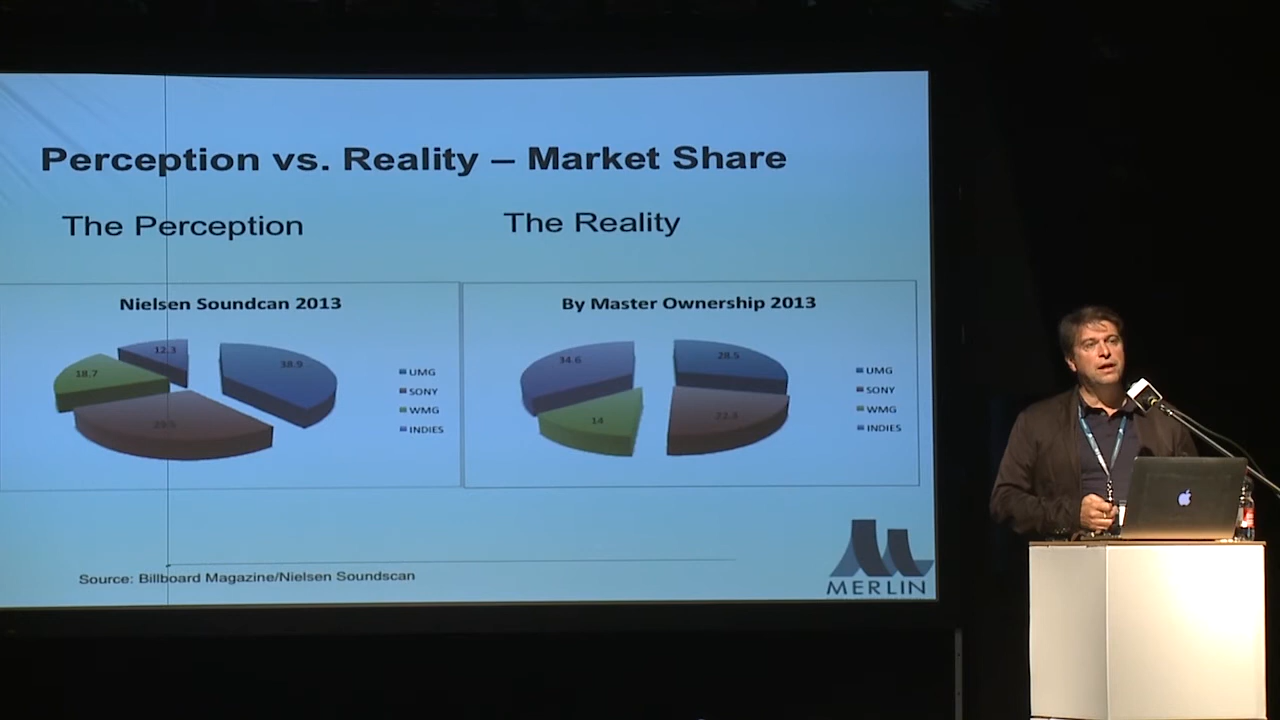 Perception vs. Reality – Market Share
The Perception
The Reality
Nielsen Soundcan 2013
12.3
38.9
18.7
UMG
SONY
WMG
INDIES
By Master Ownership 2013
34.6
28.5
14
UMG
SONY
WMG
INDIES
Source: Billboard Magazine/Nielsen Soundscan
MERLIN